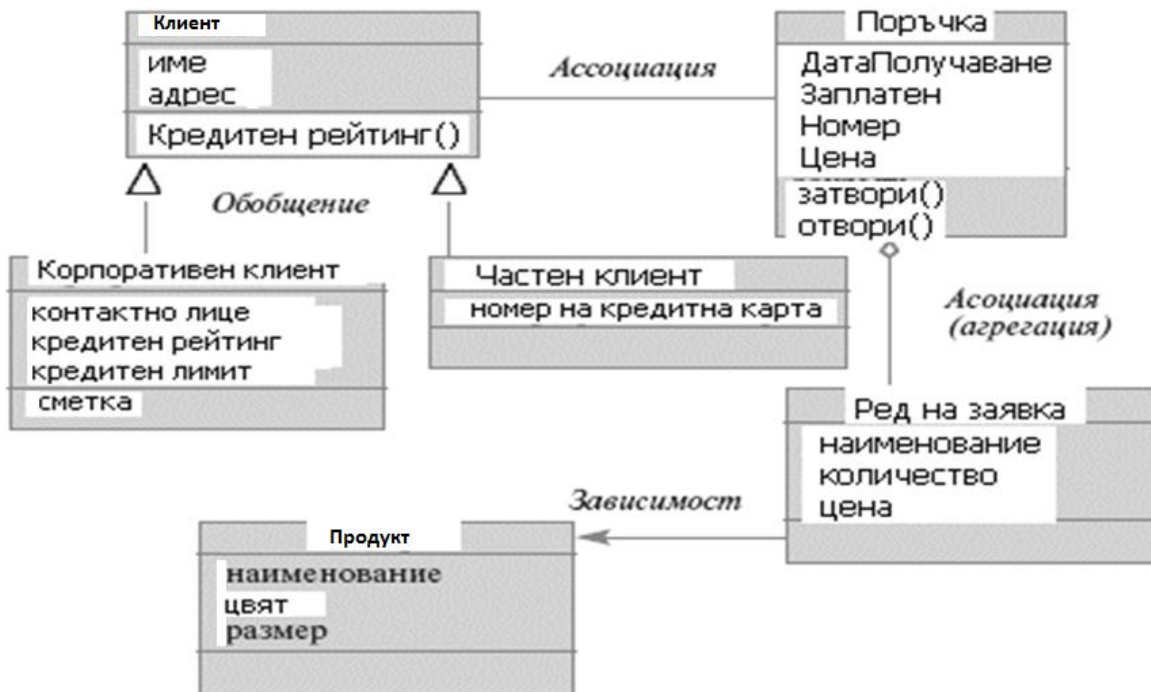 Клиент
име
адрес
Кредитен рейтинг()
Ассоциация
Поръчка
ДатаПолучаване
Заплатен
Номер
Цена
затвори()
отвори()
Обобщение
Корпоративен клиент
контактно лице
кредитен рейтинг
кредитен лимит
сметка
Частен клиент
номер на кредитна карта
Асоциация
(агрегация)
Ред на заявка
наименование
количество
цена
Зависимост
Продукт
наименование
цвят
размер